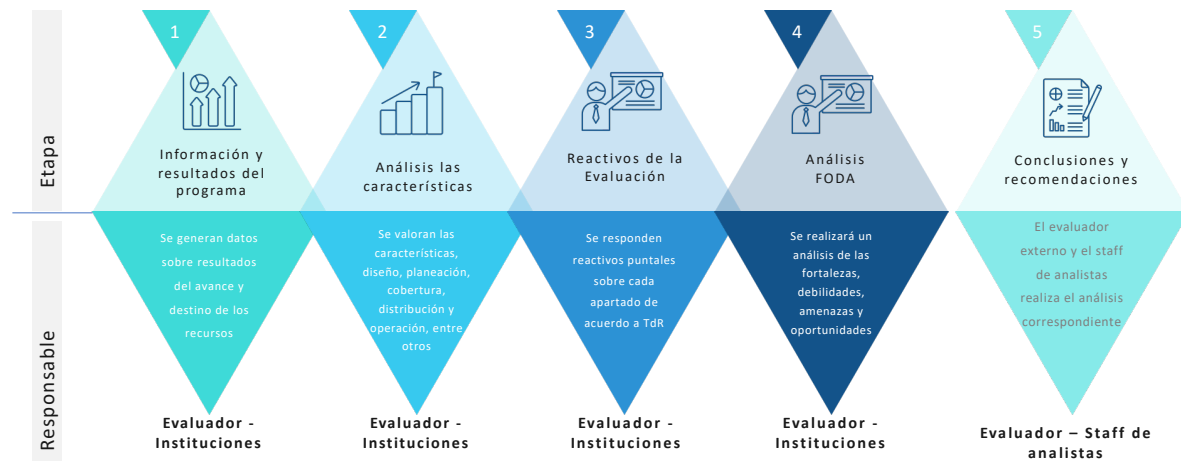 Etapa
1
Información y
resultados del
programa
2
Análisis las
características
3
Reactivos de la
Evaluación
4
Análisis
FODA
5
Conclusiones y
recomendaciones
Responsable
Se generan datos
sobre resultados
del avance y
destino de los
recursos
Se valoran las
características,
diseño, planeación,
cobertura,
distribución y
operación, entre
otros
Se responden
reactivos puntales
sobre cada
apartado de
acuerdo a TdR
Se realizará un
análisis de las
fortalezas,
debilidades,
amenazas y
oportunidades
El evaluador
externo y el staff
de analistas
realiza el análisis
correspondiente
Evaluador -
Instituciones
Evaluador -
Instituciones
Evaluador -
Instituciones
Evaluador -
Instituciones
Evaluador – Staff de
analistas